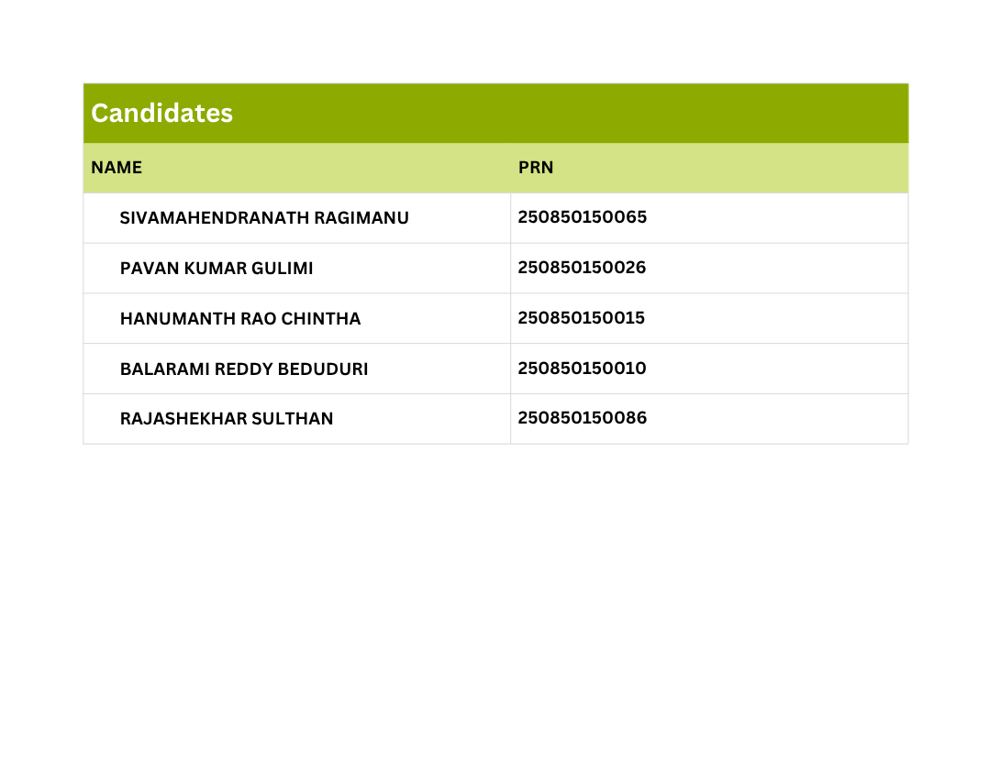 Candidates
NAME PRN
SIVAMAHENDRANATH RAGIMANU 250850150065
PAVAN KUMAR GULIMI 250850150026
HANUMANTH RAO CHINTHA 250850150015
BALARAMI REDDY BEDUDURI 250850150010
RAJASHEKHAR SULTHAN 250850150086